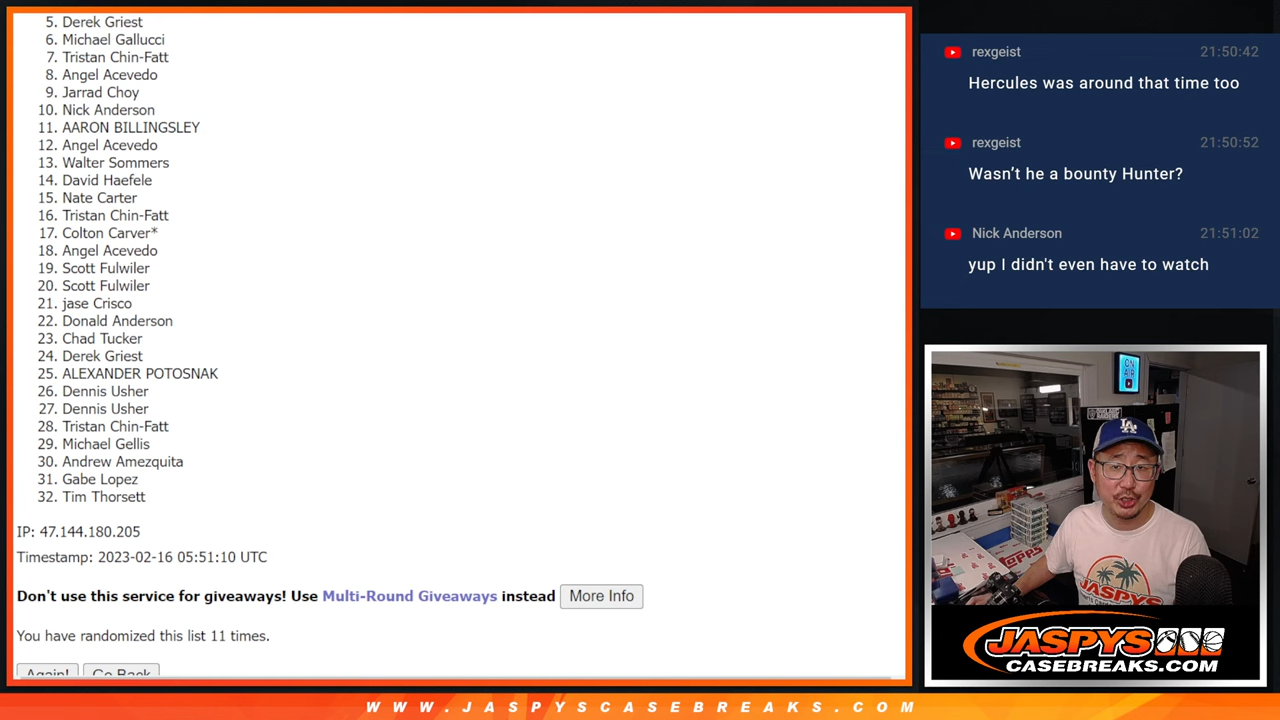 5. Derek Griest
6. Michael Gallucci
7. Tristan Chin-Fatt
8. Angel Acevedo
9. Jarrad Choy
10. Nick Anderson
11. AARON BILLINGSLEY
12. Angel Acevedo
13. Walter Sommers
14. David Haefele
15. Nate Carter
16. Tristan Chin-Fatt
17. Colton Carver*
18. Angel Acevedo
19. Scott Fulwiler
20. Scott Fulwiler
21. jase Crisco
22. Donald Anderson
23. Chad Tucker
24. Derek Griest
25. ALEXANDER POTOSNAK
26. Dennis Usher
27. Dennis Usher
28. Tristan Chin-Fatt
29. Michael Gellis
30. Andrew Amezquita
31. Gabe Lopez
32. Tim Thorsett
IP: 47.144.180.205
Timestamp: 2023-02-16 05:51:10 UTC
Don't use this service for giveaways! Use Multi-Round Giveaways instead More Info
You have randomized this list 11 times.
Again! Go Back
rexgeist 21:50:42
Hercules was around that time too
rexgeist 21:50:52
Wasn't he a bounty Hunter?
Nick Anderson 21:51:02
yup I didn't even have to watch
ON
AIR
LA
TOPPS
JASPY'S
JASPYS
CASEBREAKS.COM
WWW.JASPYSCASEBREAKS.COM